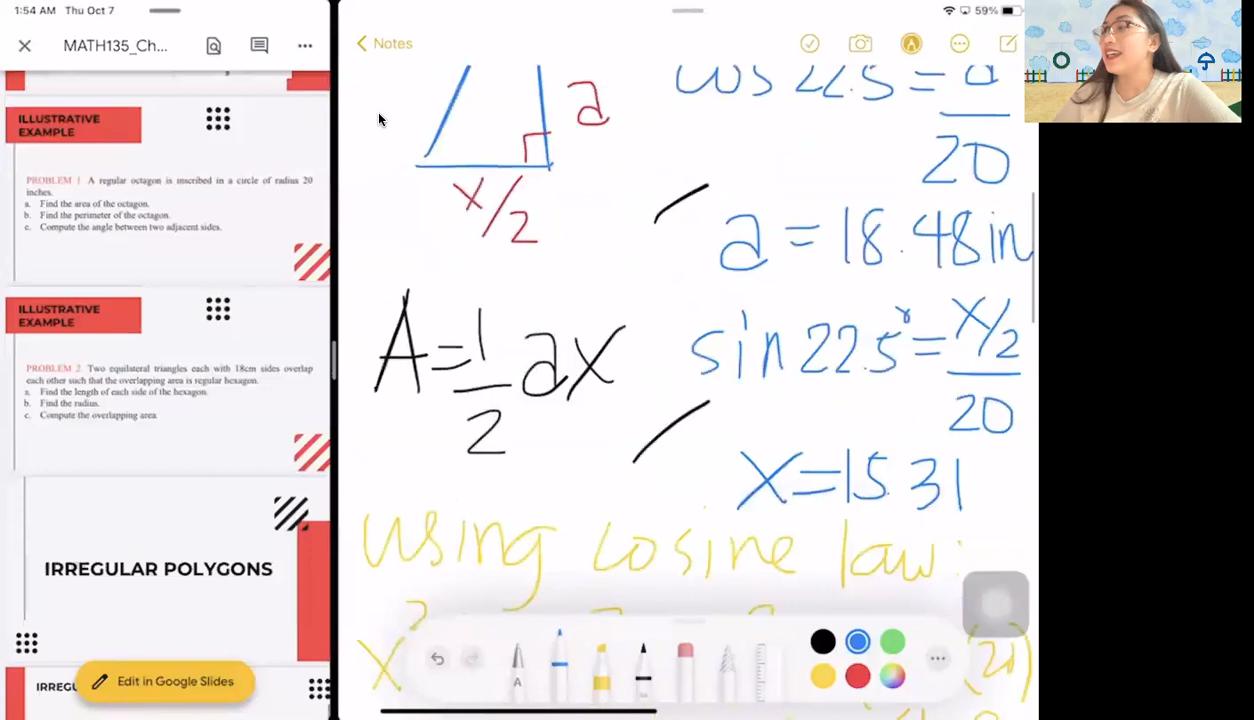 1:54 AM Thu Oct 7
MATH135_Ch...
ILLUSTRATIVE
EXAMPLE
PROBLEM 1 A regular octagon is inscribed in a circle of radius 20
inches.
a. Find the area of the octagon.
b. Find the perimeter of the octagon.
c. Compute the angle between two adjacent sides.
ILLUSTRATIVE
EXAMPLE
PROBLEM 2 Two equilateral triangles each with 18cm sides overlap
each other such that the overlapping area is regular hexagon.
a. Find the length of each side of the hexagon.
b. Find the radius.
c. Compute the overlapping area.
IRREGULAR POLYGONS
IRREGU
Edit in Google Slides
59%
Notes
a
x/2
cos 22.5 = a
20
a = 18.48in
A = 1/2 ax
sin 22.5° = x/2
20
x = 15.31
using cosine law:
x²
(20)
A